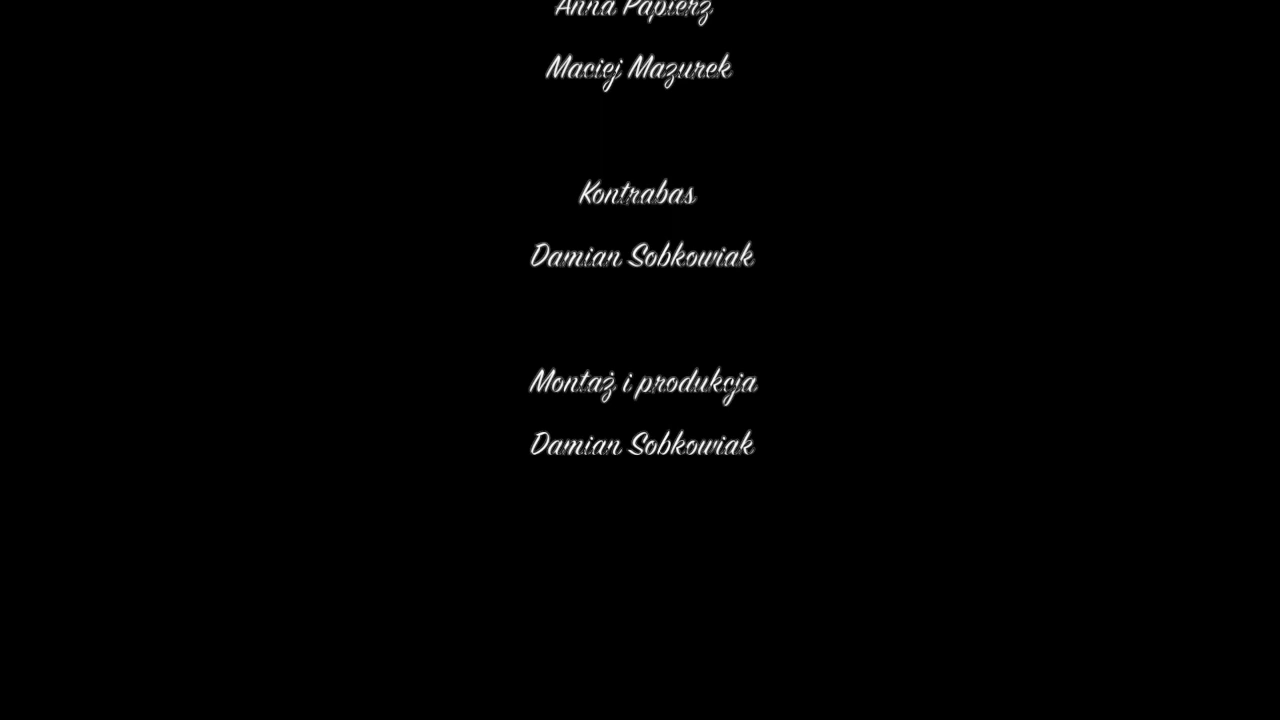 Anna Papierz
Maciej Mazurek
Kontrabas
Damian Sobkowiak
Montaż i produkcja
Damian Sobkowiak